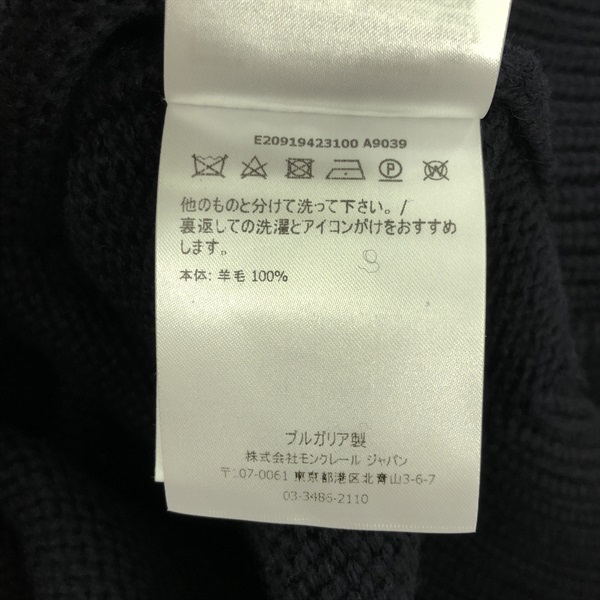 E20919423100 A9039
P
W
他のものと分けて洗って下さい。/
裏返しての洗濯とアイコンがけをおすすめ
します。
本体: 羊毛 100%
ブルガリア製
株式会社モンクレール ジャパン
〒107-0061 東京都港区北青山3-6-7
03-3486-2110